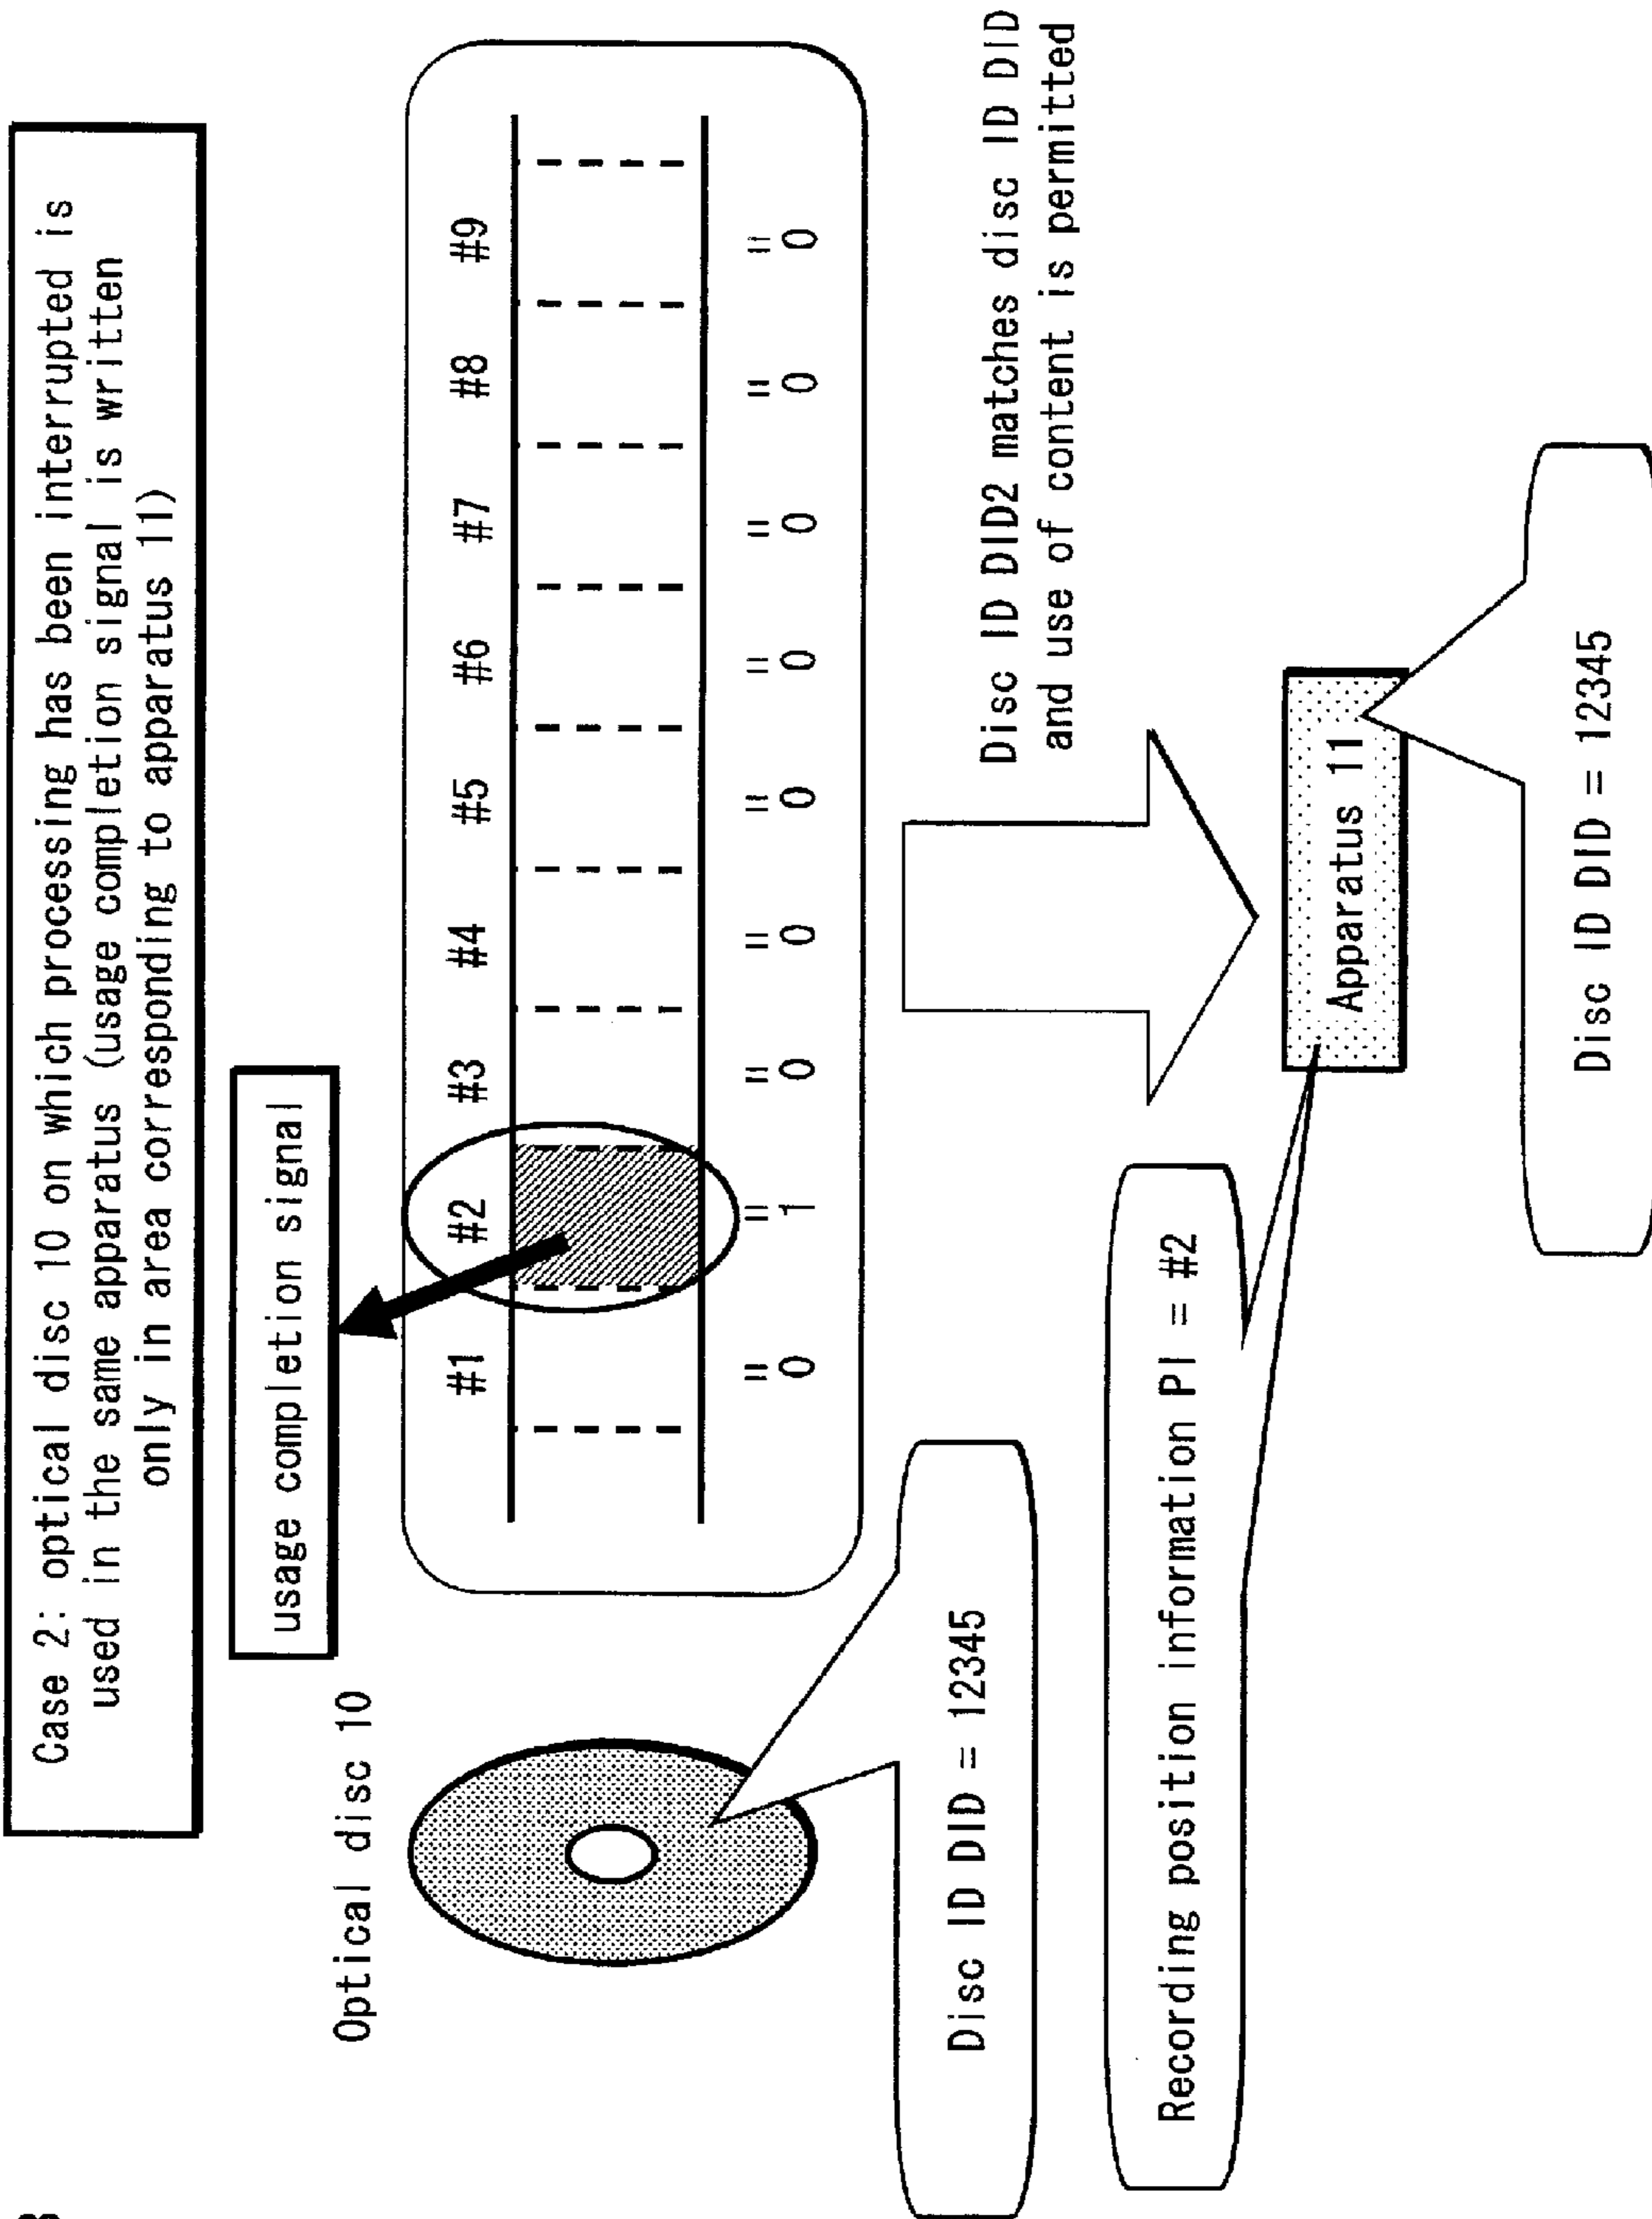 Case 2: optical disc 10 on which processing has been interrupted is
used in the same apparatus (usage completion signal is written
only in area corresponding to apparatus 11)
usage completion signal
Optical disc 10
#1 #2 #3 #4 #5 #6 #7 #8 #9
= = = = = = = = =
0 1 0 0 0 0 0 0 0
Disc ID DID = 12345
Disc ID DID2 matches disc ID DID
and use of content is permitted
Recording position information PI = #2
Apparatus 11
Disc ID DID = 12345